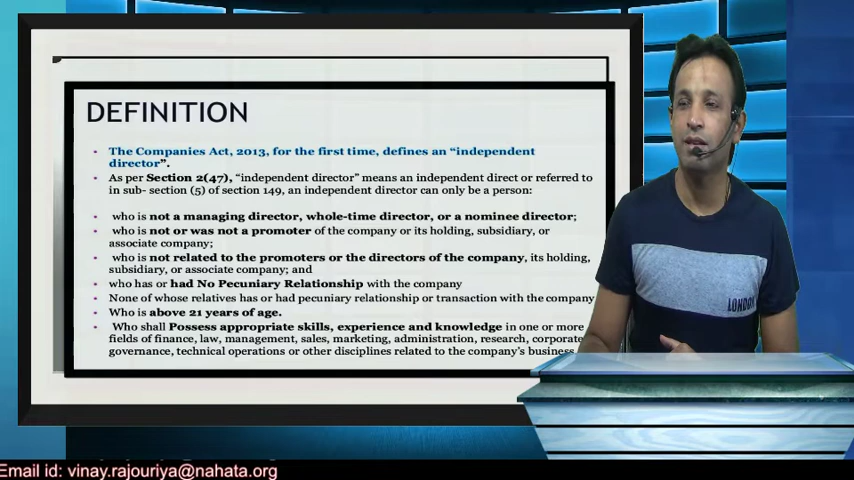 DEFINITION
• The Companies Act, 2013, for the first time, defines an “independent
director”.
• As per Section 2(47), “independent director” means an independent direct or referred to
in sub- section (5) of section 149, an independent director can only be a person:
• who is not a managing director, whole-time director, or a nominee director;
• who is not or was not a promoter of the company or its holding, subsidiary, or
associate company;
• who is not related to the promoters or the directors of the company, its holding,
subsidiary, or associate company; and
• who has or had No Pecuniary Relationship with the company
• None of whose relatives has or had pecuniary relationship or transaction with the company
• Who is above 21 years of age.
• Who shall Possess appropriate skills, experience and knowledge in one or more
fields of finance, law, management, sales, marketing, administration, research, corporate
governance, technical operations or other disciplines related to the company’s business
LONDON
Email id: vinay.rajouriya@nahata.org